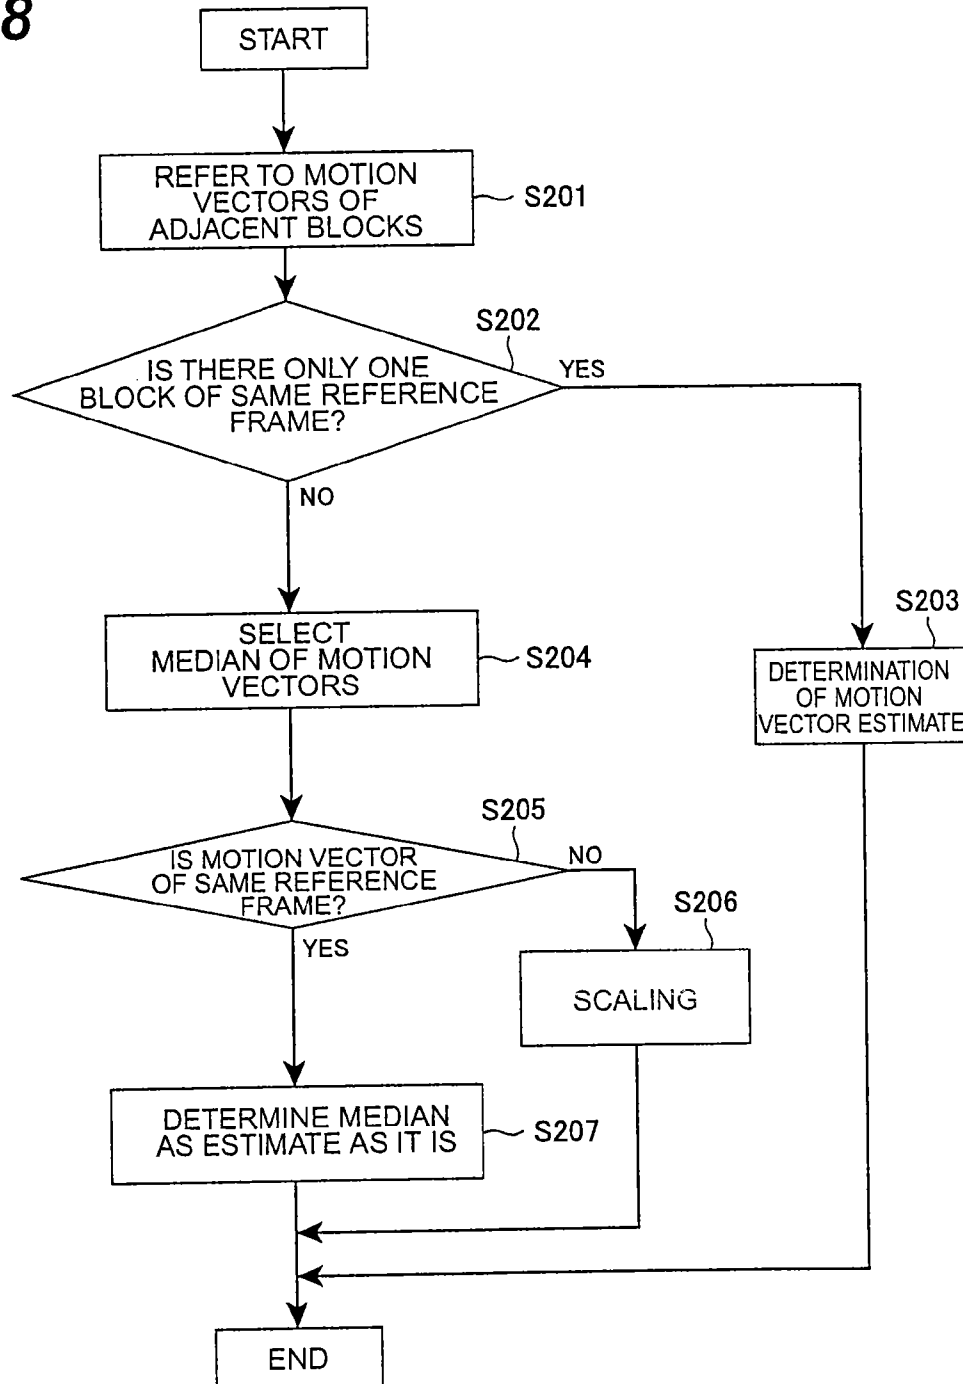 8
START
REFER TO MOTION
VECTORS OF
ADJACENT BLOCKS
S201
S202
IS THERE ONLY ONE
BLOCK OF SAME REFERENCE
FRAME?
YES
NO
S203
DETERMINATION
OF MOTION
VECTOR ESTIMATE
SELECT
MEDIAN OF MOTION
VECTORS
S204
S205
IS MOTION VECTOR
OF SAME REFERENCE
FRAME?
NO
YES
S206
SCALING
DETERMINE MEDIAN
AS ESTIMATE AS IT IS
S207
END